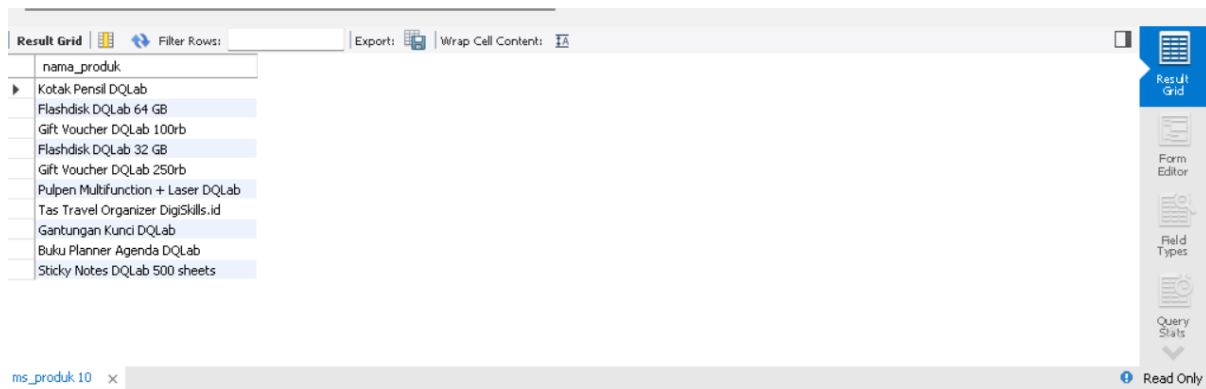 Result Grid Filter Rows: Export: Wrap Cell Content: IA
nama_produk
Kotak Pensil DQLab
Flashdisk DQLab 64 GB
Gift Voucher DQLab 100rb
Flashdisk DQLab 32 GB
Gift Voucher DQLab 250rb
Pulpen Multifunction + Laser DQLab
Tas Travel Organizer DigiSkills.id
Gantungan Kunci DQLab
Buku Planner Agenda DQLab
Sticky Notes DQLab 500 sheets
Result
Grid
Form
Editor
Field
Types
Query
Stats
ms_produk 10
Read Only